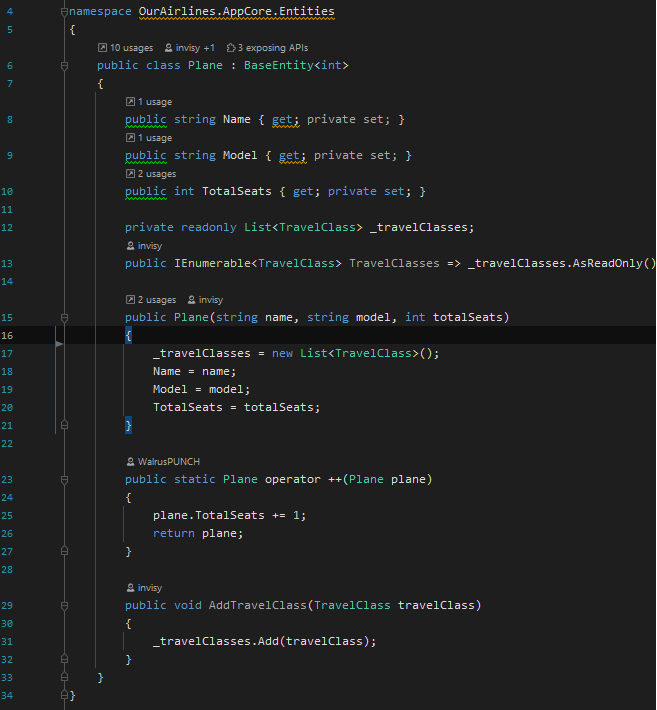 4 namespace OurAirlines.AppCore.Entities
5 {
10 usages invisy +1 3 exposing APIs
6 public class Plane : BaseEntity<int>
7 {
1 usage
8 public string Name { get; private set; }
1 usage
9 public string Model { get; private set; }
2 usages
10 public int TotalSeats { get; private set; }
11
12 private readonly List<TravelClass> _travelClasses;
invisy
13 public IEnumerable<TravelClass> TravelClasses => _travelClasses.AsReadOnly()
14
2 usages invisy
15 public Plane(string name, string model, int totalSeats)
16 {
17 _travelClasses = new List<TravelClass>();
18 Name = name;
19 Model = model;
20 TotalSeats = totalSeats;
21 }
22
WalrusPUNCH
23 public static Plane operator ++(Plane plane)
24 {
25 plane.TotalSeats += 1;
26 return plane;
27 }
28
invisy
29 public void AddTravelClass(TravelClass travelClass)
30 {
31 _travelClasses.Add(travelClass);
32 }
33 }
34 }